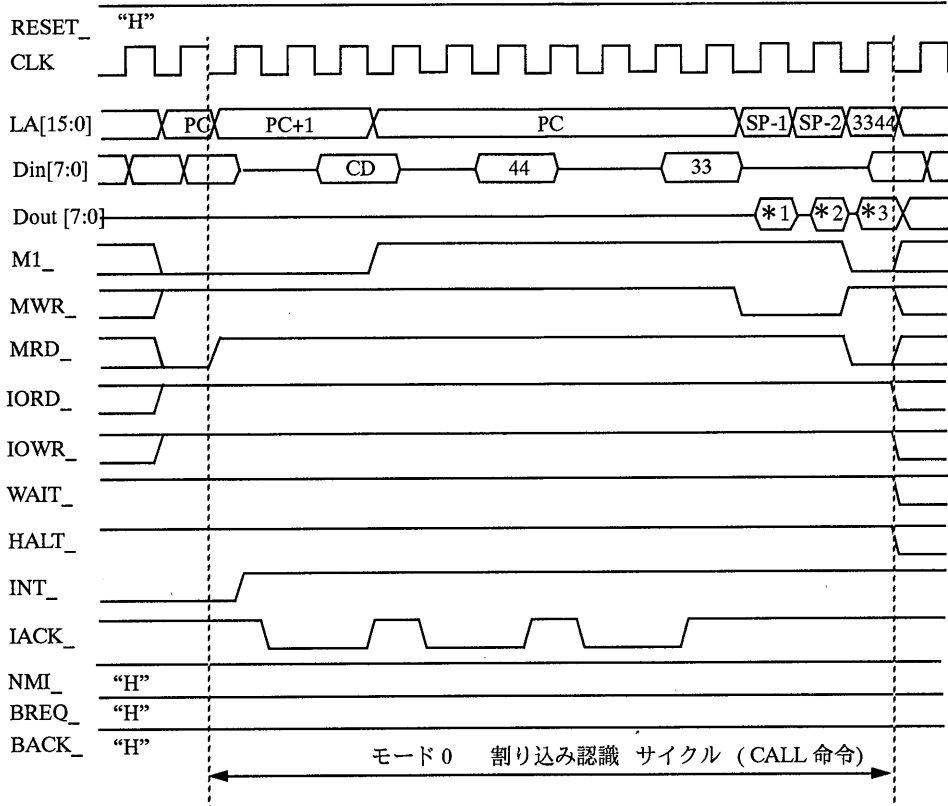 RESET_ “H”
CLK
LA[15:0] PC PC+1 PC SP-1 SP-2 3344
Din[7:0] CD 44 33
Dout [7:0] *1 *2 *3
M1_
MWR_
MRD_
IORD_
IOWR_
WAIT_
HALT_
INT_
IACK_
NMI_ “H”
BREQ_ “H”
BACK_ “H”
モード 0 割り込み認識 サイクル ( CALL 命令)